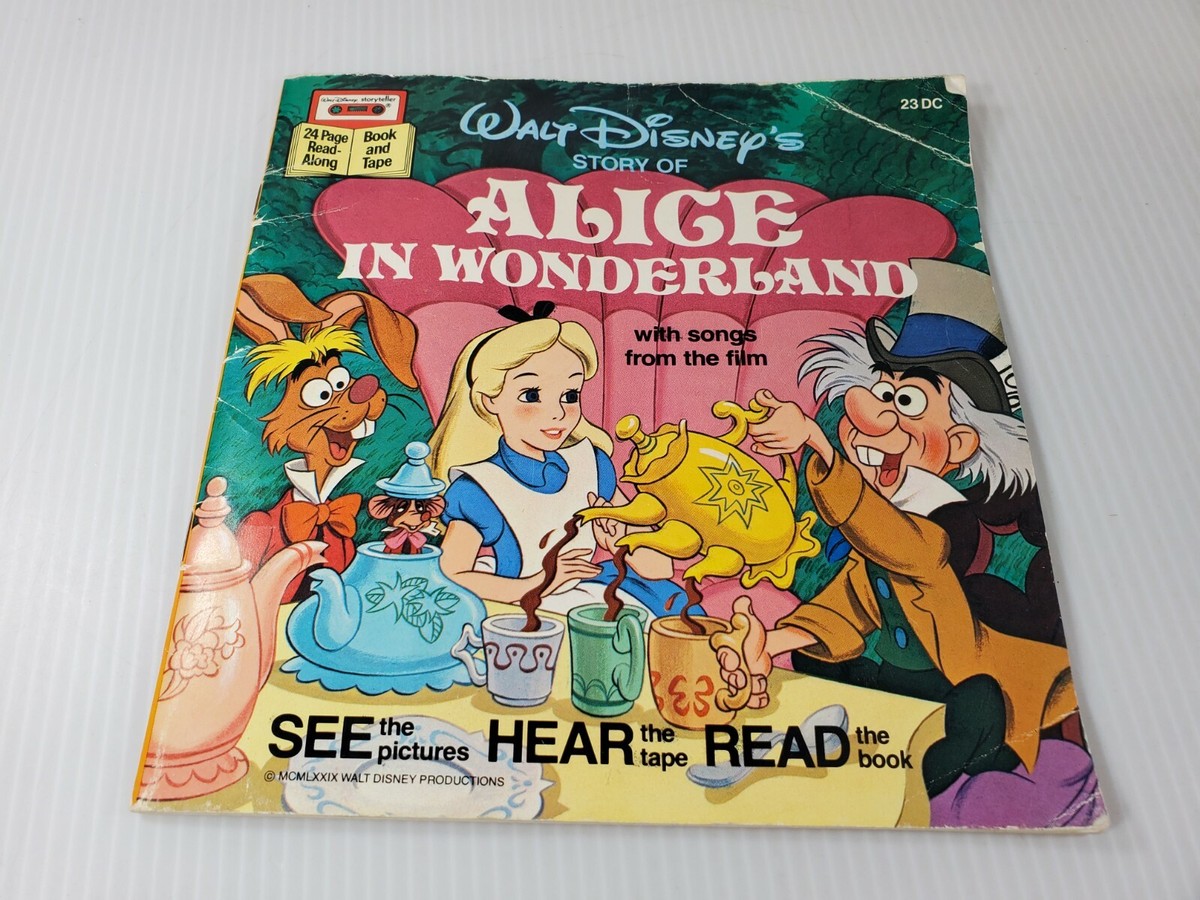 Walt Disney storyteller
24 Page
Read-
Along
Book
and
Tape
23 DC
WALT DISNEY'S
STORY OF
ALICE
IN WONDERLAND
with songs
from the film
SEE the pictures HEAR the tape READ the book
© MCMLXXIX WALT DISNEY PRODUCTIONS